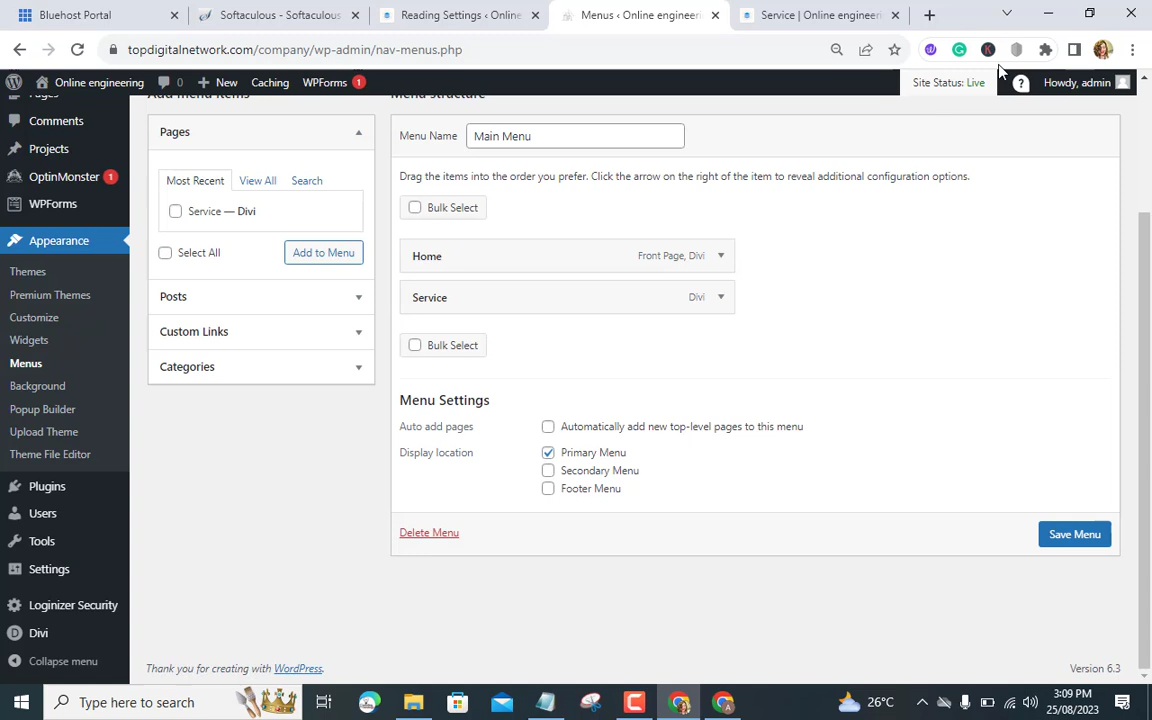 Bluehost Portal
Softaculous - Softaculous
Reading Settings ‹ Online
Menus ‹ Online engineeri
Service | Online engineeri
topdigitalnetwork.com/company/wp-admin/nav-menus.php
Online engineering
0
New
Caching
WPForms 1
Site Status: Live
Howdy, admin
Pages
Comments
Projects
OptinMonster 1
WPForms
Appearance
Themes
Premium Themes
Customize
Widgets
Menus
Background
Popup Builder
Upload Theme
Theme File Editor
Plugins
Users
Tools
Settings
Loginizer Security
Divi
Collapse menu
Add menu items
Pages
Most Recent
View All
Search
Service — Divi
Select All
Add to Menu
Posts
Custom Links
Categories
Menu structure
Menu Name
Main Menu
Drag the items into the order you prefer. Click the arrow on the right of the item to reveal additional configuration options.
Bulk Select
Home
Front Page, Divi
Service
Divi
Bulk Select
Menu Settings
Auto add pages
Automatically add new top-level pages to this menu
Display location
Primary Menu
Secondary Menu
Footer Menu
Delete Menu
Save Menu
Thank you for creating with WordPress.
Version 6.3
Type here to search
26°C
3:09 PM
25/08/2023